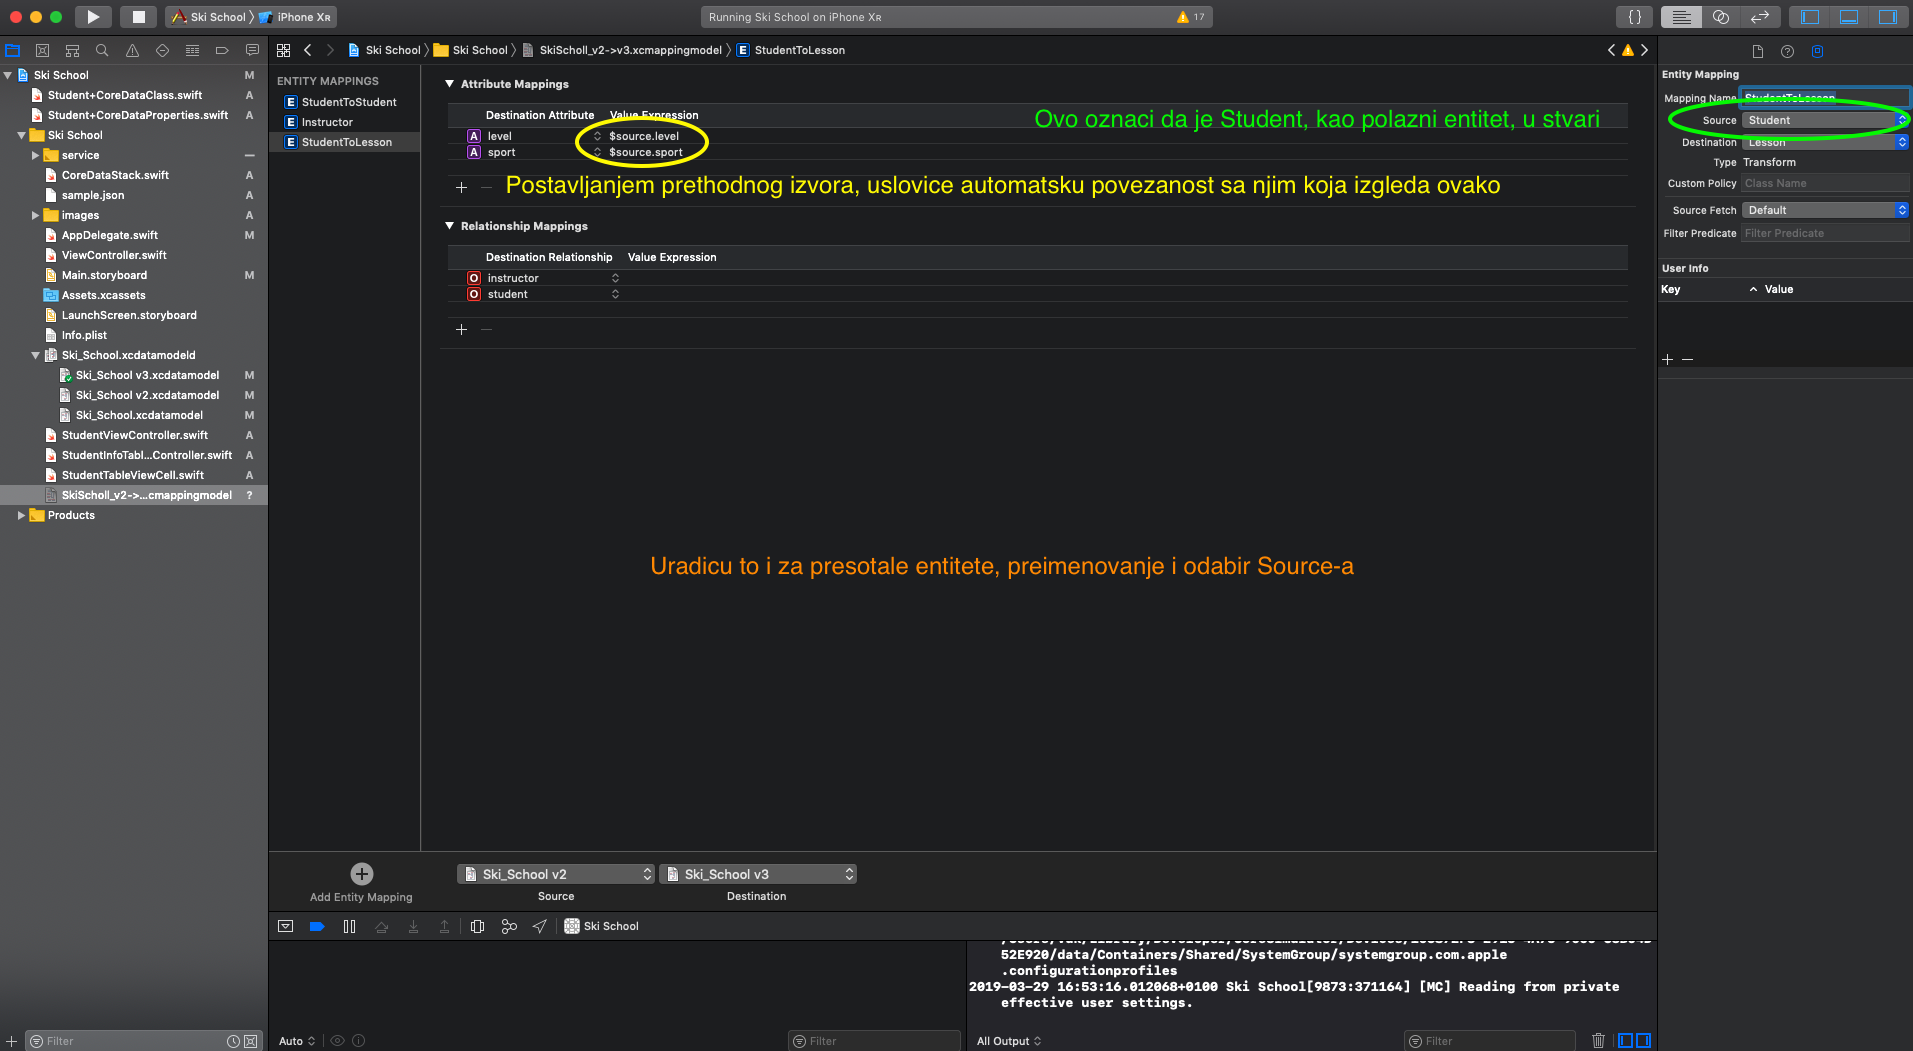 Ski School
iPhone XR
Running Ski School on iPhone XR
17
{ }
Ski School
Ski School
SkiScholl_v2->v3.xcmappingmodel
E StudentToLesson
Ski School M
Student+CoreDataClass.swift A
Student+CoreDataProperties.swift A
Ski School
service –
CoreDataStack.swift A
sample.json A
images A
AppDelegate.swift M
ViewController.swift
Main.storyboard M
Assets.xcassets
LaunchScreen.storyboard
Info.plist
Ski_School.xcdatamodeld
Ski_School v3.xcdatamodel M
Ski_School v2.xcdatamodel M
Ski_School.xcdatamodel M
StudentViewController.swift A
StudentInfoTabl...Controller.swift A
StudentTableViewCell.swift A
SkiScholl_v2->...cmappingmodel ?
Products
Filter
ENTITY MAPPINGS
E StudentToStudent
E Instructor
E StudentToLesson
Attribute Mappings
Destination Attribute Value Expression
A level $source.level
A sport $source.sport
Ovo oznaci da je Student, kao polazni entitet, u stvari
Postavljanjem prethodnog izvora, uslovice automatsku povezanost sa njim koja izgleda ovako
Relationship Mappings
Destination Relationship Value Expression
O instructor
O student
Uradicu to i za presotale entitete, preimenovanje i odabir Source-a
Add Entity Mapping
Ski_School v2
Source
Ski_School v3
Destination
Entity Mapping
Mapping Name StudentToLesson
Source Student
Destination Lesson
Type Transform
Custom Policy Class Name
Source Fetch Default
Filter Predicate Filter Predicate
User Info
Key Value
Ski School
52E920/data/Containers/Shared/SystemGroup/systemgroup.com.apple
.configurationprofiles
2019-03-29 16:53:16.012068+0100 Ski School[9873:371164] [MC] Reading from private
effective user settings.
Auto
Filter
All Output
Filter